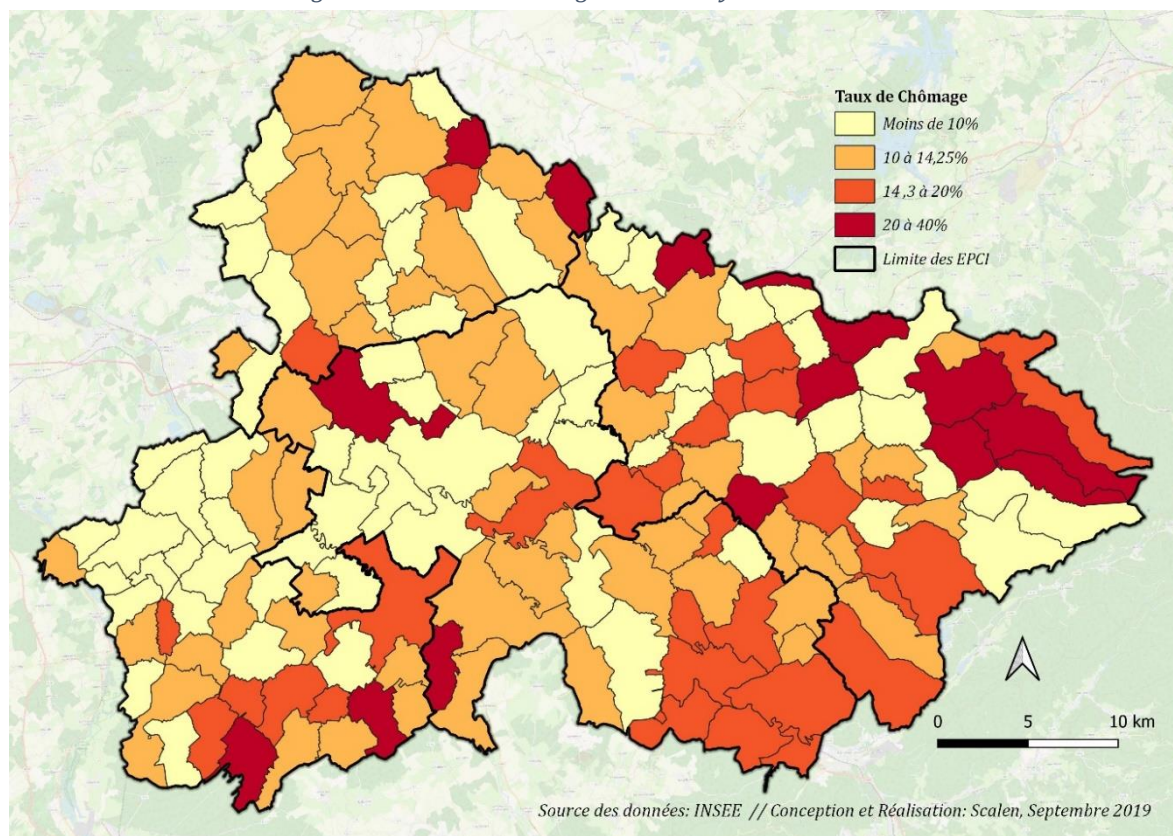 Taux de Chômage
Moins de 10%
10 à 14,25%
14 ,3 à 20%
20 à 40%
Limite des EPCI
0 5 10 km
Source des données: INSEE // Conception et Réalisation: Scalen, Septembre 2019